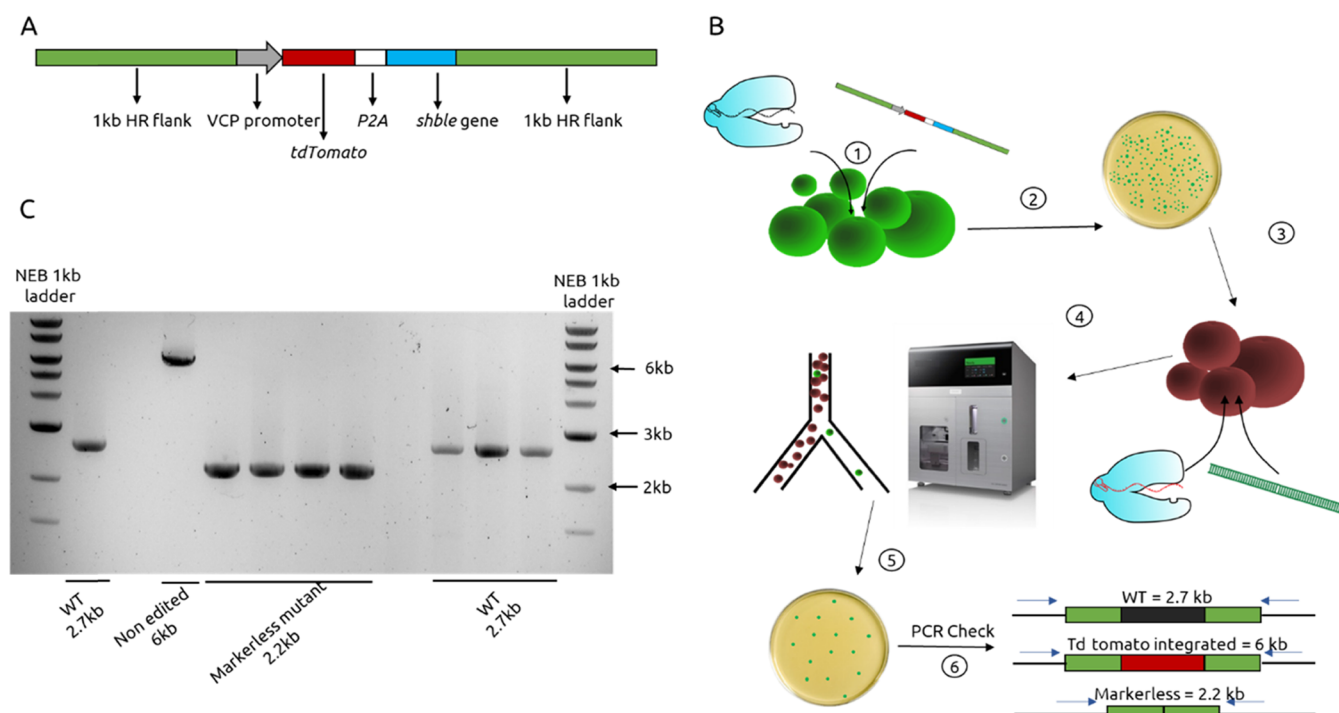 A
1kb HR flank
VCP promoter
tdTomato
P2A
shble gene
1kb HR flank
B
1
2
3
4
5
PCR Check
6
WT = 2.7 kb
Td tomato integrated = 6 kb
Markerless = 2.2 kb
C
NEB 1kb
ladder
NEB 1kb
ladder
6kb
3kb
2kb
WT
2.7kb
Non edited
6kb
Markerless mutant
2.2kb
WT
2.7kb